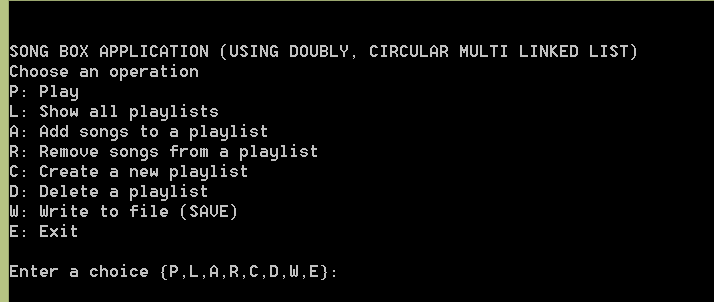 SONG BOX APPLICATION (USING DOUBLY, CIRCULAR MULTI LINKED LIST)
Choose an operation
P: Play
L: Show all playlists
A: Add songs to a playlist
R: Remove songs from a playlist
C: Create a new playlist
D: Delete a playlist
W: Write to file (SAVE)
E: Exit
Enter a choice {P,L,A,R,C,D,W,E}: